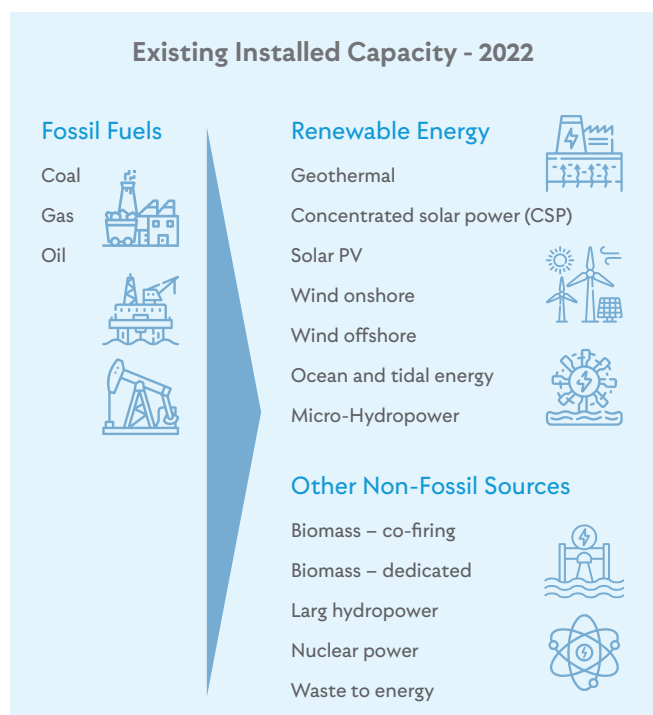 Existing Installed Capacity - 2022
Fossil Fuels
Coal
Gas
Oil
Renewable Energy
Geothermal
Concentrated solar power (CSP)
Solar PV
Wind onshore
Wind offshore
Ocean and tidal energy
Micro-Hydropower
Other Non-Fossil Sources
Biomass – co-firing
Biomass – dedicated
Larg hydropower
Nuclear power
Waste to energy